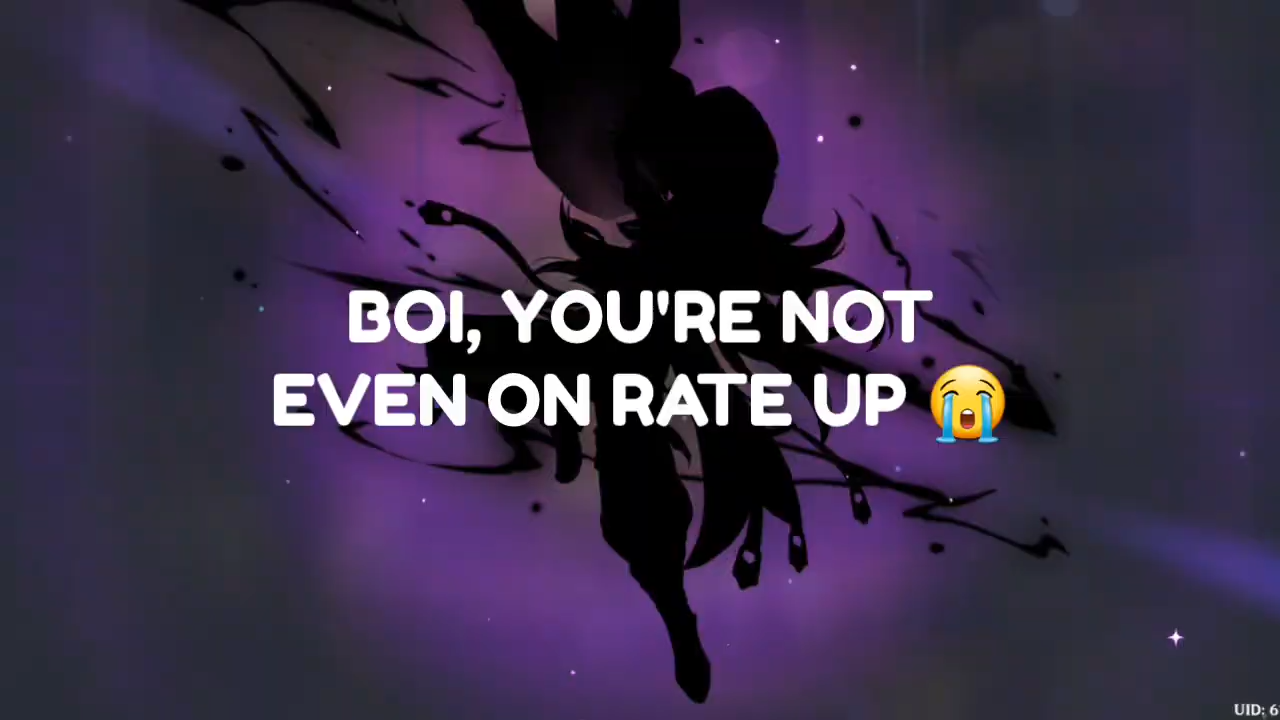 BOI, YOU'RE NOT
EVEN ON RATE UP 😭
UID: 6